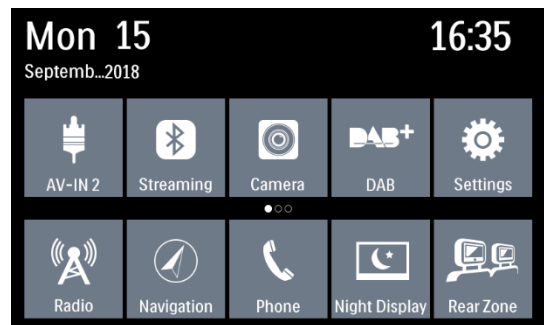 Mon 15
16:35
Septemb...2018
DAB+
AV-IN 2
Streaming
Camera
DAB
Settings
Radio
Navigation
Phone
Night Display
Rear Zone